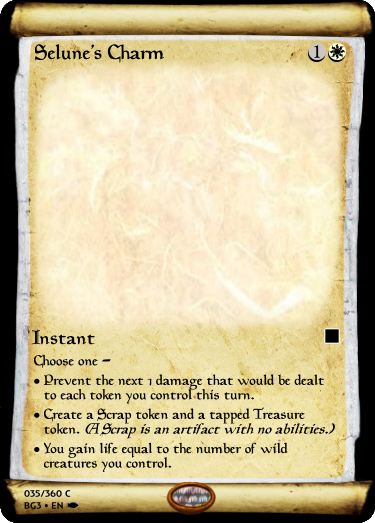 Selune's Charm 1
Instant
Choose one –
• Prevent the next 1 damage that would be dealt
to each token you control this turn.
• Create a Scrap token and a tapped Treasure
token. (A Scrap is an artifact with no abilities.)
• You gain life equal to the number of wild
creatures you control.
035/360 C
BG3 • EN